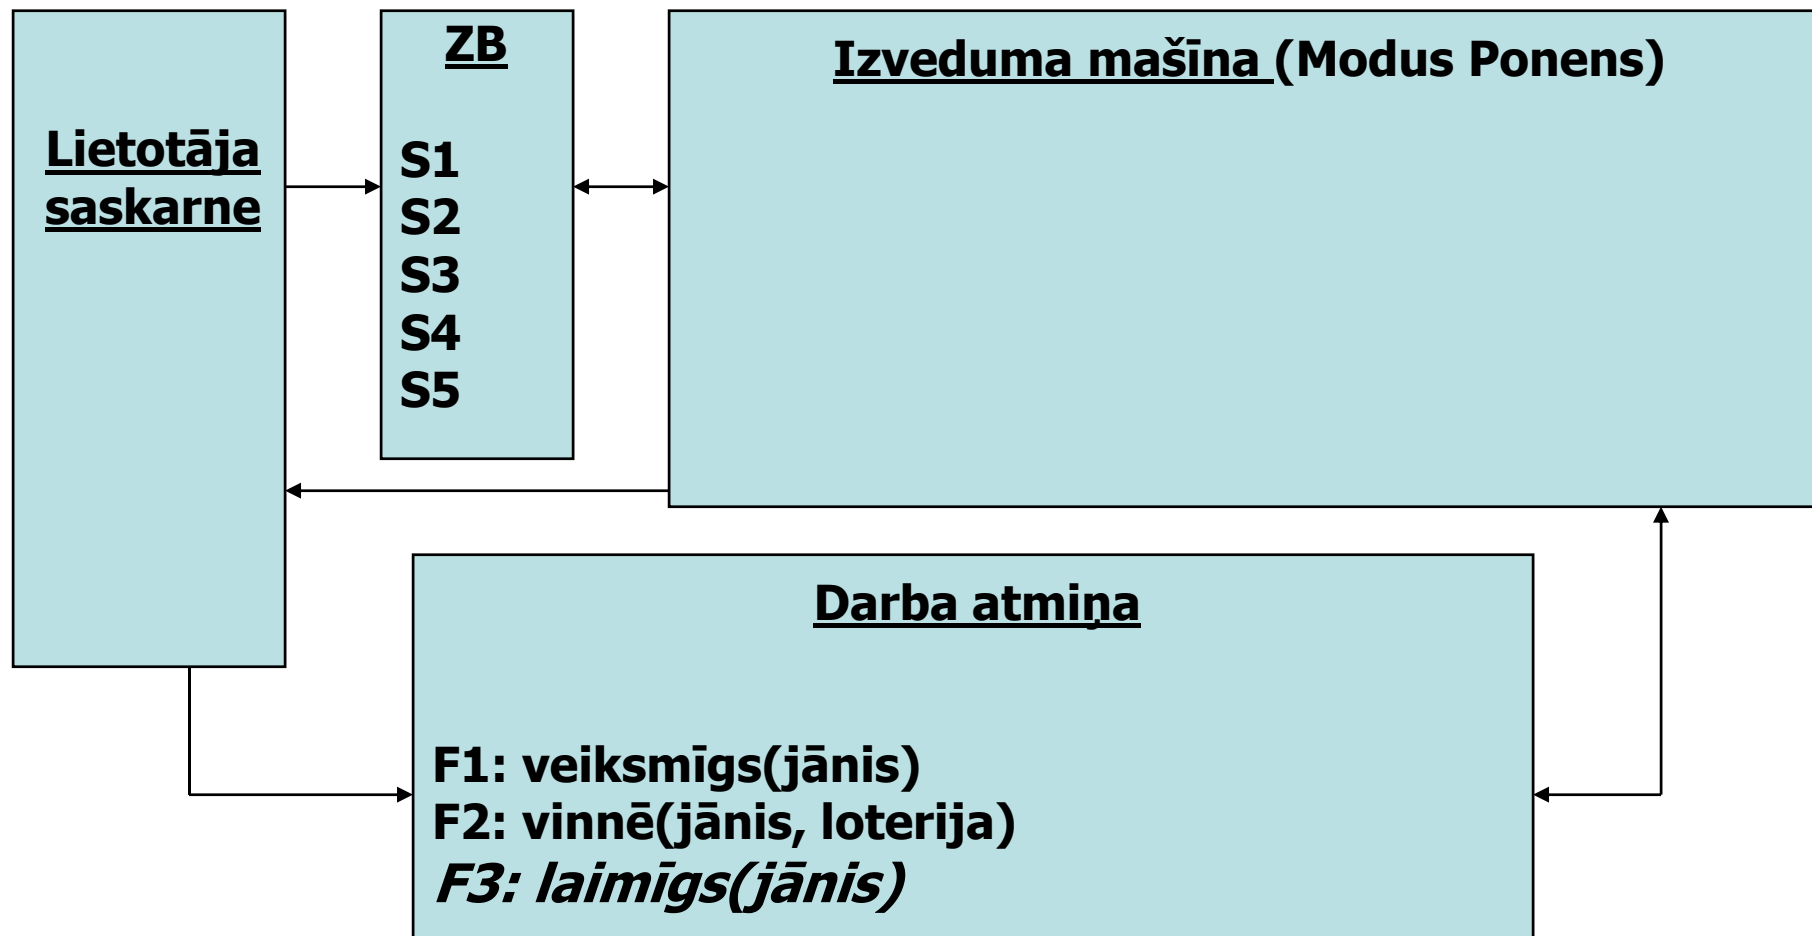 Lietotāja
saskarne
ZB
S1
S2
S3
S4
S5
Izveduma mašīna (Modus Ponens)
Darba atmiņa
F1: veiksmīgs(jānis)
F2: vinnē(jānis, loterija)
F3: laimīgs(jānis)